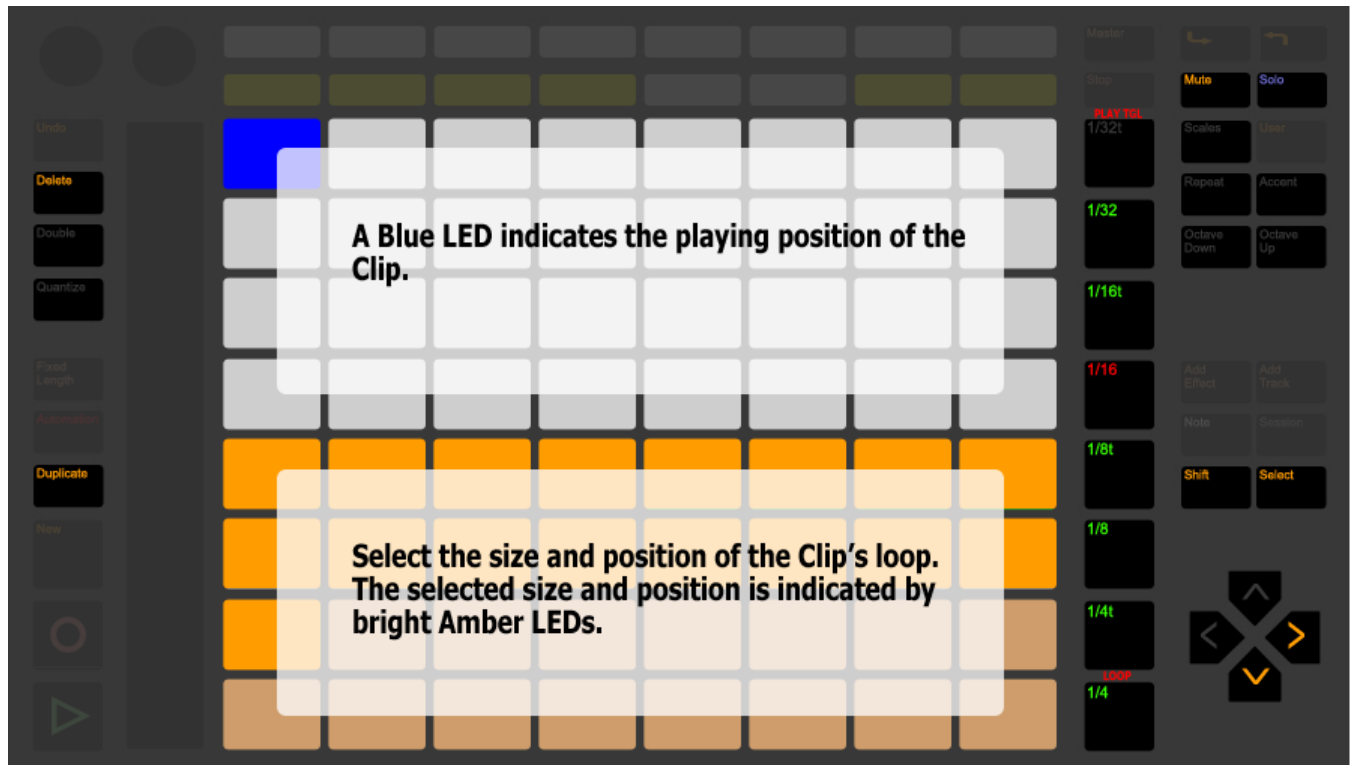 Master
Stop
Mute
Solo
PLAY TGL
Undo
1/32t
Scales
User
Delete
Repeat
Accent
1/32
Double
A Blue LED indicates the playing position of the
Clip.
Octave
Down
Octave
Up
Quantize
1/16t
Fixed
Length
1/16
Add
Effect
Add
Track
Automation
Note
Session
1/8t
Duplicate
Shift
Select
New
1/8
Select the size and position of the Clip's loop.
The selected size and position is indicated by
bright Amber LEDs.
1/4t
LOOP
1/4